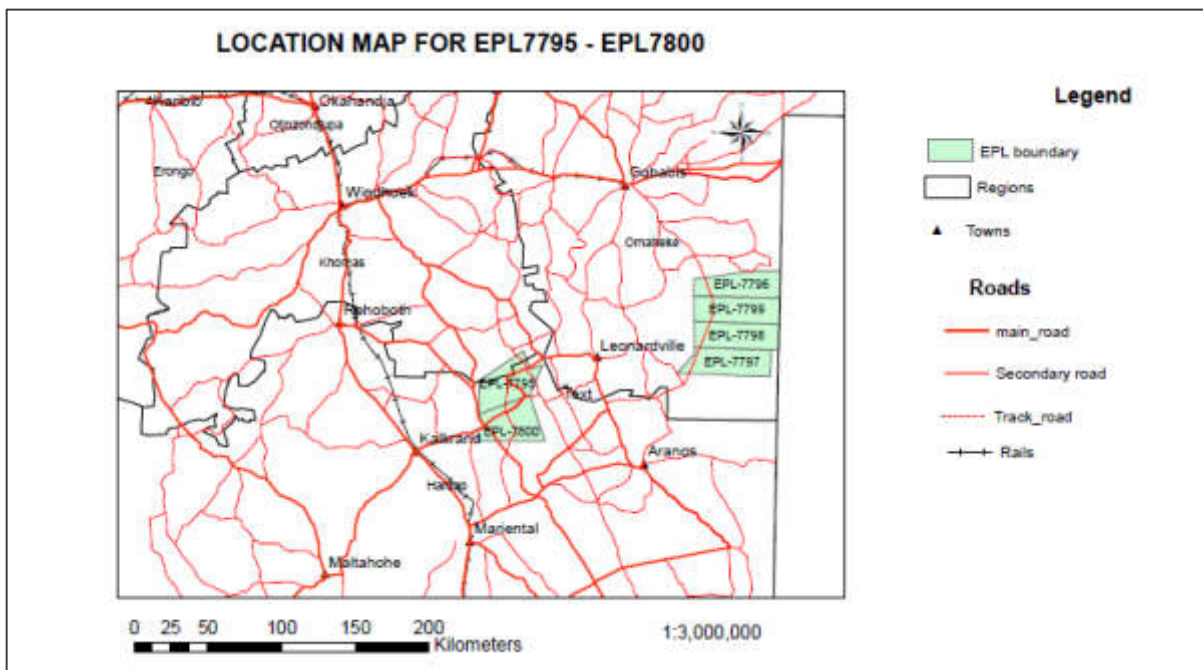 LOCATION MAP FOR EPL7795 - EPL7800
Legend
EPL boundary
Regions
Towns
Roads
main_road
Secondary road
Track_road
Rails
Okahandja
Otjozondjupa
Erongo
Windhoek
Gobabis
Omaheke
Khomas
Rehoboth
EPL-7796
EPL-7799
EPL-7798
EPL-7797
Leonardville
EPL-7795
Text
EPL-7800
Kalkrand
Aranos
Hardap
Mariental
Maltahohe
0 25 50 100 150 200
Kilometers
1:3,000,000